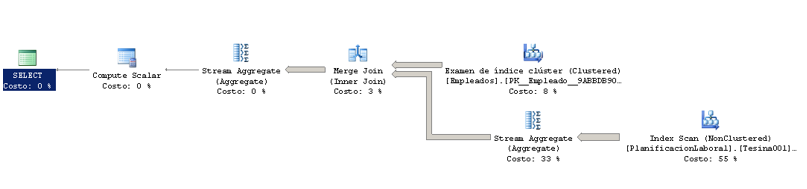 SELECT
Costo: 0 %
Compute Scalar
Costo: 0 %
Stream Aggregate
(Aggregate)
Costo: 0 %
Merge Join
(Inner Join)
Costo: 3 %
Examen de índice clúster (Clustered)
[Empleados].[PK__Empleado__9ABBDB90…
Costo: 8 %
Stream Aggregate
(Aggregate)
Costo: 33 %
Index Scan (NonClustered)
[PlanificacionLaboral].[Tesina001]…
Costo: 55 %